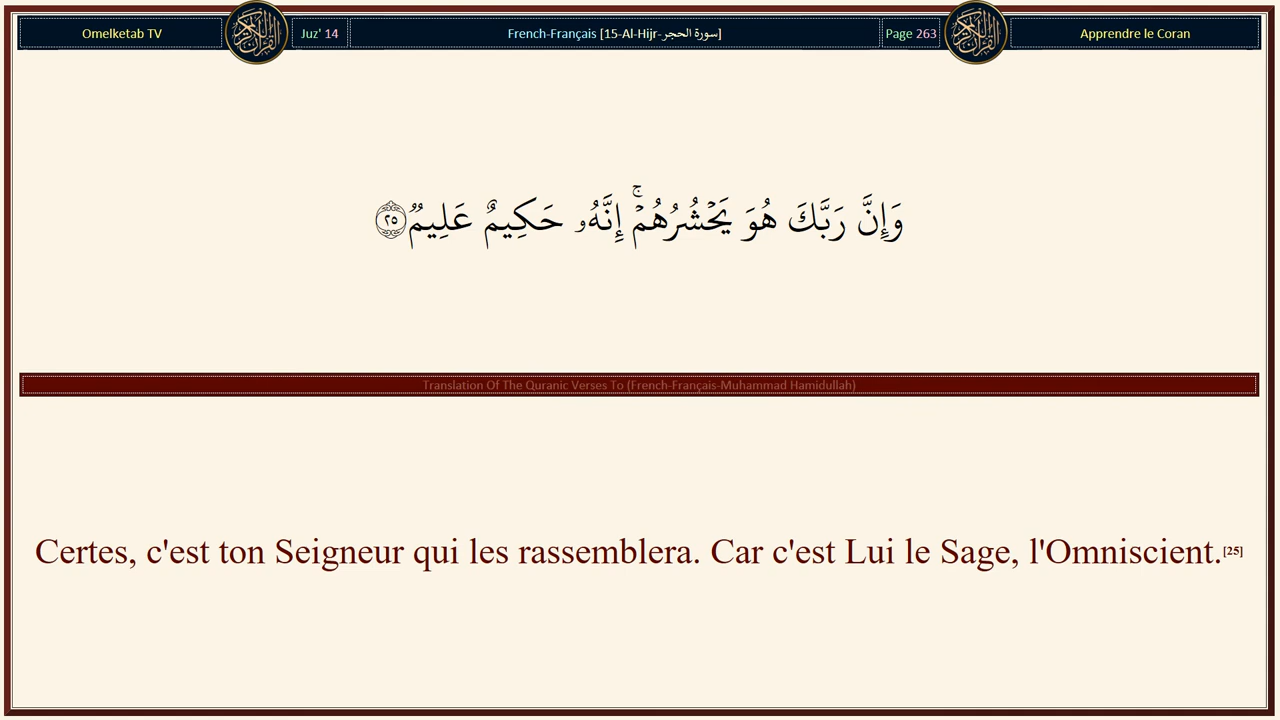 Omelketab TV
Juz' 14
French-Français [15-Al-Hijr-سورة الحجر]
Page 263
Apprendre le Coran
وَإِنَّ رَبَّكَ هُوَ يَحۡشُرُهُمۡۚ إِنَّهُۥ حَكِيمٌ عَلِيمٞ ٢٥
Translation Of The Quranic Verses To (French-Français-Muhammad Hamidullah)
Certes, c'est ton Seigneur qui les rassemblera. Car c'est Lui le Sage, l'Omniscient.[25]